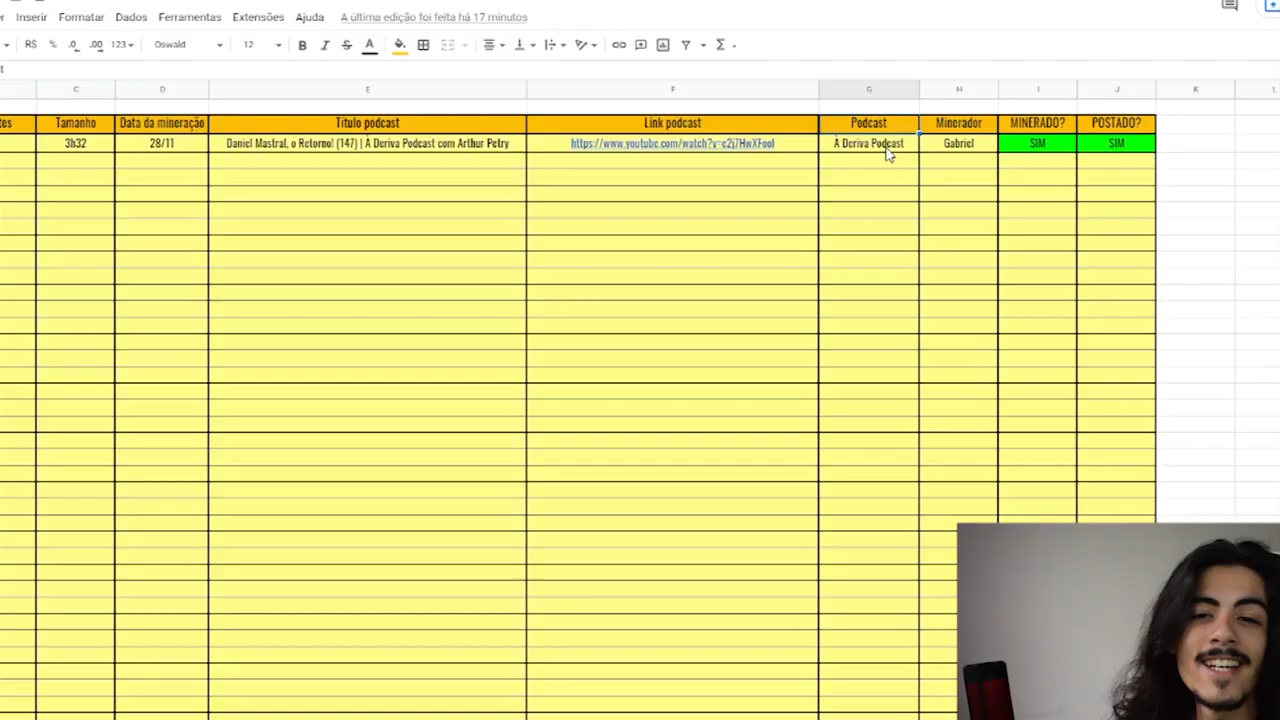 Inserir Formatar Dados Ferramentas Extensões Ajuda A última edição foi feita há 17 minutos
R$ % .0 .00 123 Oswald 12 B I S A Σ
C D E F G H I J K L
tos Tamanho Data da mineração Título podcast Link podcast Podcast Minerador MINERADO? POSTADO?
3h32 28/11 Daniel Mastral, o Retorno! (147) | À Deriva Podcast com Arthur Petry À Deriva Podcast Gabriel SIM SIM